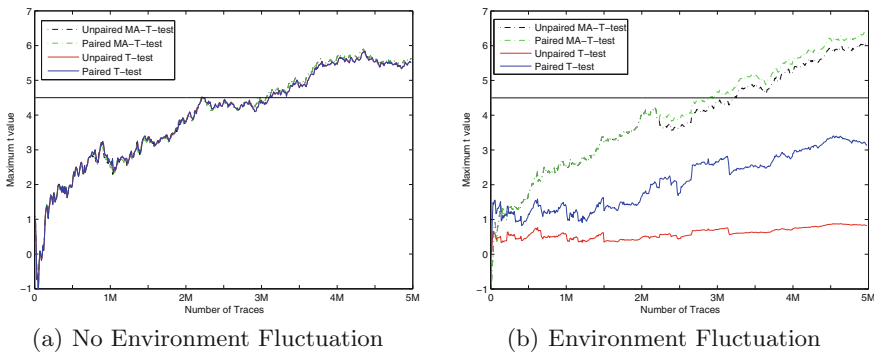 7
6
5
4
3
2
1
0
−1
Maximum t value
Unpaired MA−T−test
Paired MA−T−test
Unpaired T−test
Paired T−test
0 1M 2M 3M 4M 5M
Number of Traces
(a) No Environment Fluctuation
7
6
5
4
3
2
1
0
−1
Maximum t value
Unpaired MA−T−test
Paired MA−T−test
Unpaired T−test
Paired T−test
0 1M 2M 3M 4M 5M
Number of Traces
(b) Environment Fluctuation